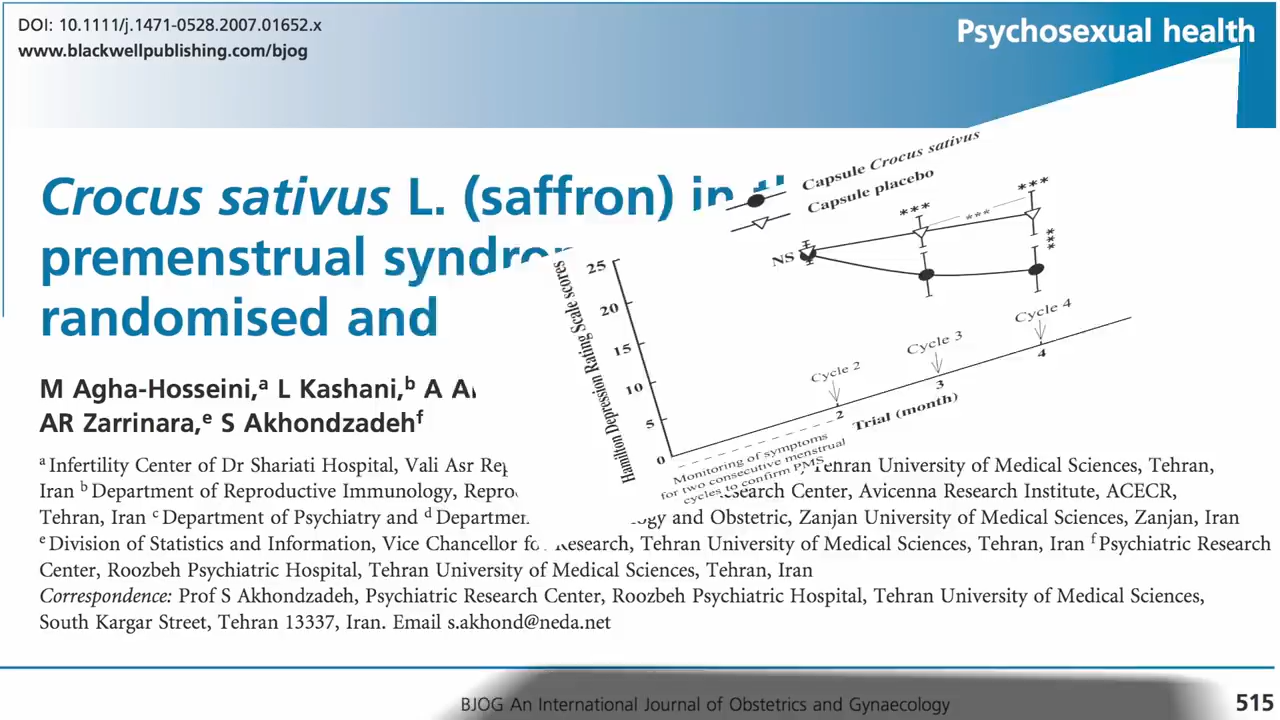 DOI: 10.1111/j.1471-0528.2007.01652.x
www.blackwellpublishing.com/bjog
Psychosexual health
Crocus sativus L. (saffron) in
premenstrual
randomised and
M Agha-Hosseini,a L Kashani,b A
AR Zarrinara,e S Akhondzadehf
a Infertility Center of Dr Shariati Hospital, Vali Asr
Tehran University of Medical Sciences, Tehran,
Iran b Department of Reproductive Immunology,
Center, Avicenna Research Institute, ACECR,
Tehran, Iran c Department of Psychiatry and d
and Obstetric, Zanjan University of Medical Sciences, Zanjan, Iran
e Division of Statistics and Information, Vice Chancellor
Research, Tehran University of Medical Sciences, Tehran, Iran f Psychiatric Research
Center, Roozbeh Psychiatric Hospital, Tehran University of Medical Sciences, Tehran, Iran
Correspondence: Prof S Akhondzadeh, Psychiatric Research Center, Roozbeh Psychiatric Hospital, Tehran University of Medical Sciences,
South Kargar Street, Tehran 13337, Iran. Email s.akhond@neda.net
Capsule Crocus sativus
Capsule placebo
NS
***
***
***
***
Hamilton Depression Rating Scale scores
25
20
15
10
5
0
Cycle 2
Cycle 3
Cycle 4
2
3
4
Trial (month)
Monitoring of symptoms
for two consecutive menstrual
cycles to confirm PMS
BJOG An International Journal of Obstetrics and Gynaecology
515